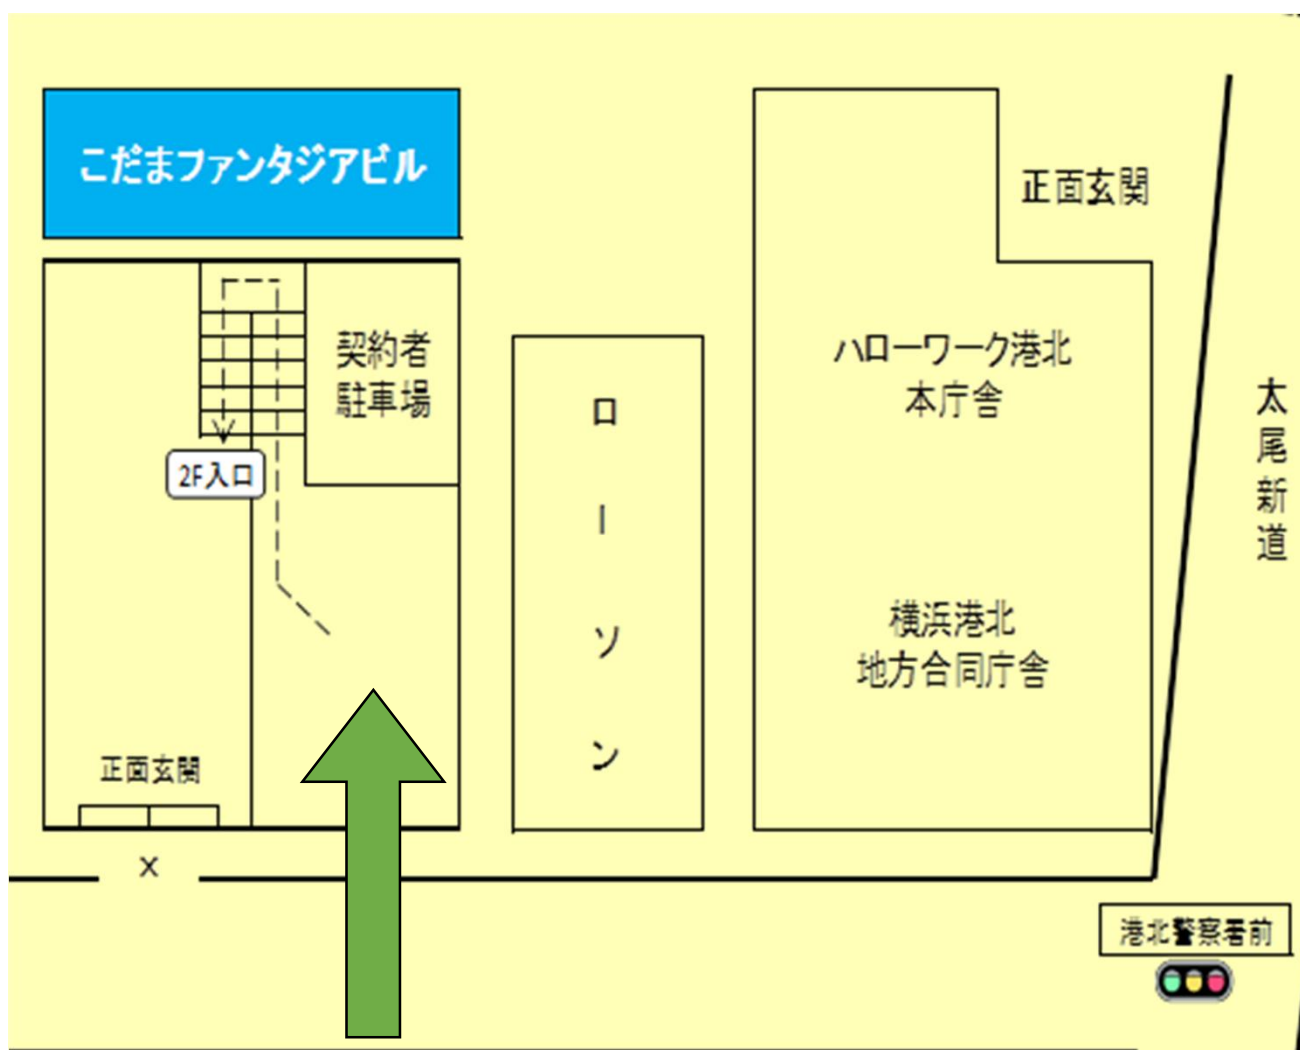 こだまファンタジアビル
正面玄関
契約者
駐車場
2F入口
正面玄関
×
ローソン
ハローワーク港北
本庁舎
横浜港北
地方合同庁舎
太尾新道
港北警察署前